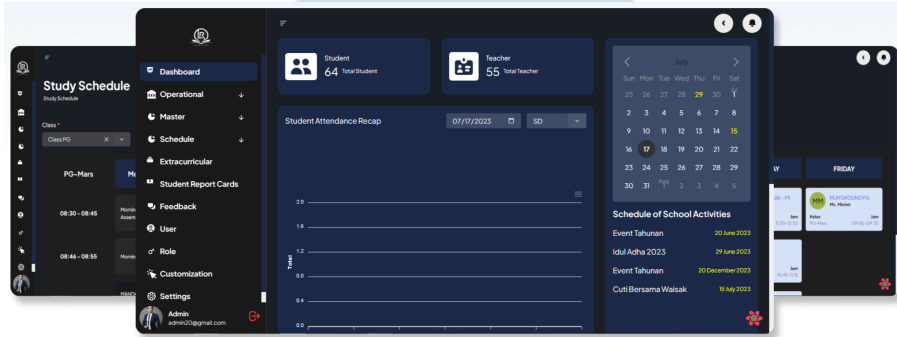 Study Schedule
Study Schedule
Class *
Class PG
PG-Mars
08:30 - 08:45
08:46 - 08:55
Dashboard
Operational
Master
Schedule
Extracurricular
Student Report Cards
Feedback
User
Role
Customization
Settings
Admin
admin20@gmail.com
Student
64 Total Student
Teacher
55 Total Teacher
Student Attendance Recap
07/17/2023
SD
2.0
1.6
1.2
0.8
0.4
0.0
Total
July
Sun Mon Tue Wed Thu Fri Sat
25 26 27 28 29 30 1
2 3 4 5 6 7 8
9 10 11 12 13 14 15
16 17 18 19 20 21 22
23 24 25 26 27 28 29
30 31 1 2 3 4 5
Schedule of School Activities
Event Tahunan 20 June 2023
Idul Adha 2023 29 June 2023
Event Tahunan 20 December 2023
Cuti Bersama Waisak 15 July 2023
FRIDAY
MM
PLAYGROUND PG
Ms. Michel
Kelas Jam
PG-Mars 09:30-09:30
Jam